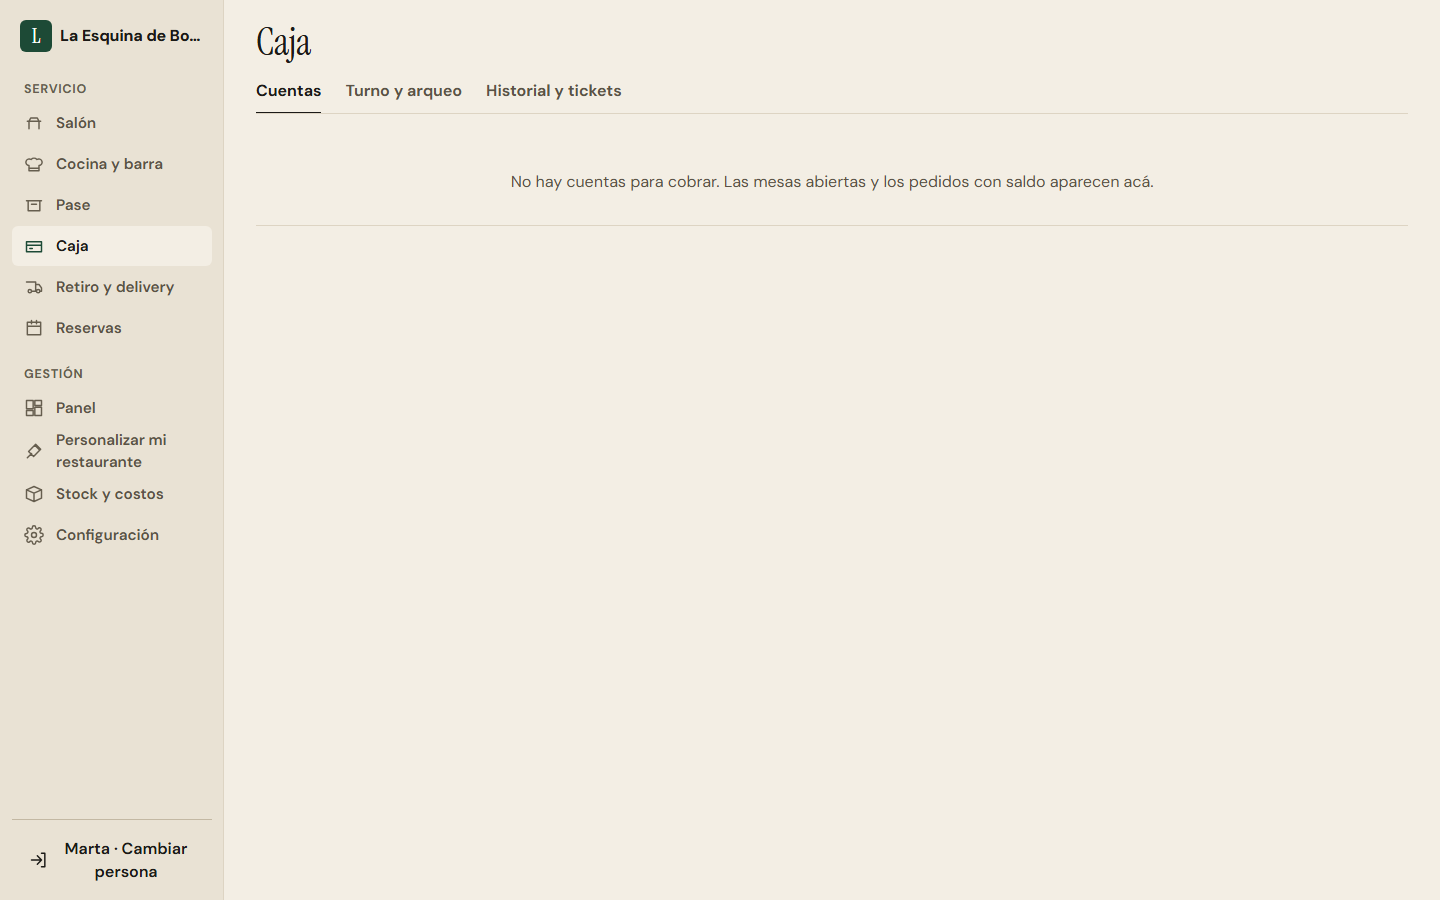 L
La Esquina de Bo...
SERVICIO
Salón
Cocina y barra
Pase
Caja
Retiro y delivery
Reservas
GESTIÓN
Panel
Personalizar mi
restaurante
Stock y costos
Configuración
Marta · Cambiar
persona
Caja
Cuentas
Turno y arqueo
Historial y tickets
No hay cuentas para cobrar. Las mesas abiertas y los pedidos con saldo aparecen acá.